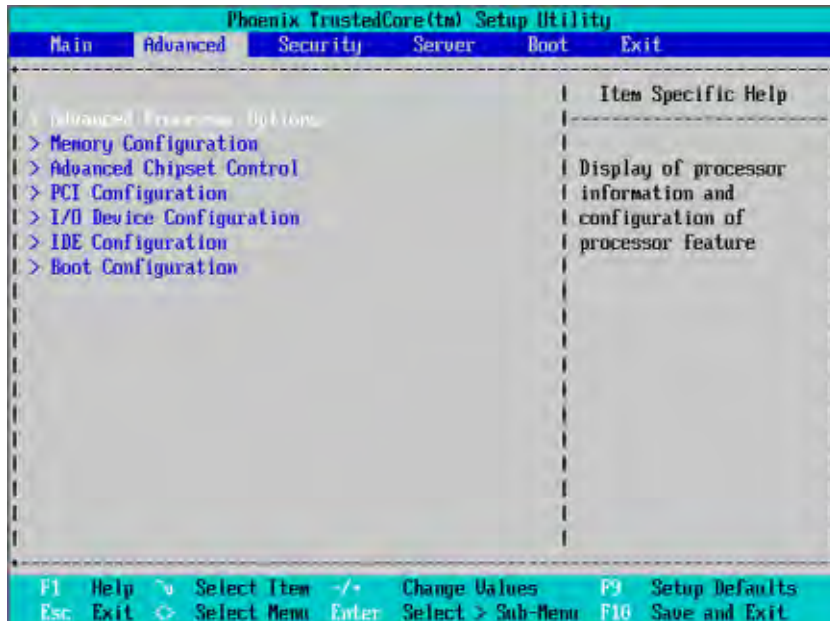 Phoenix TrustedCore(tm) Setup Utility
Main Advanced Security Server Boot Exit
Item Specific Help
> Advanced Processor Options
> Memory Configuration
> Advanced Chipset Control
> PCI Configuration
> I/O Device Configuration
> IDE Configuration
> Boot Configuration
Display of processor
information and
configuration of
processor feature
F1 Help ^v Select Item -/+ Change Values F9 Setup Defaults
Esc Exit <> Select Menu Enter Select > Sub-Menu F10 Save and Exit